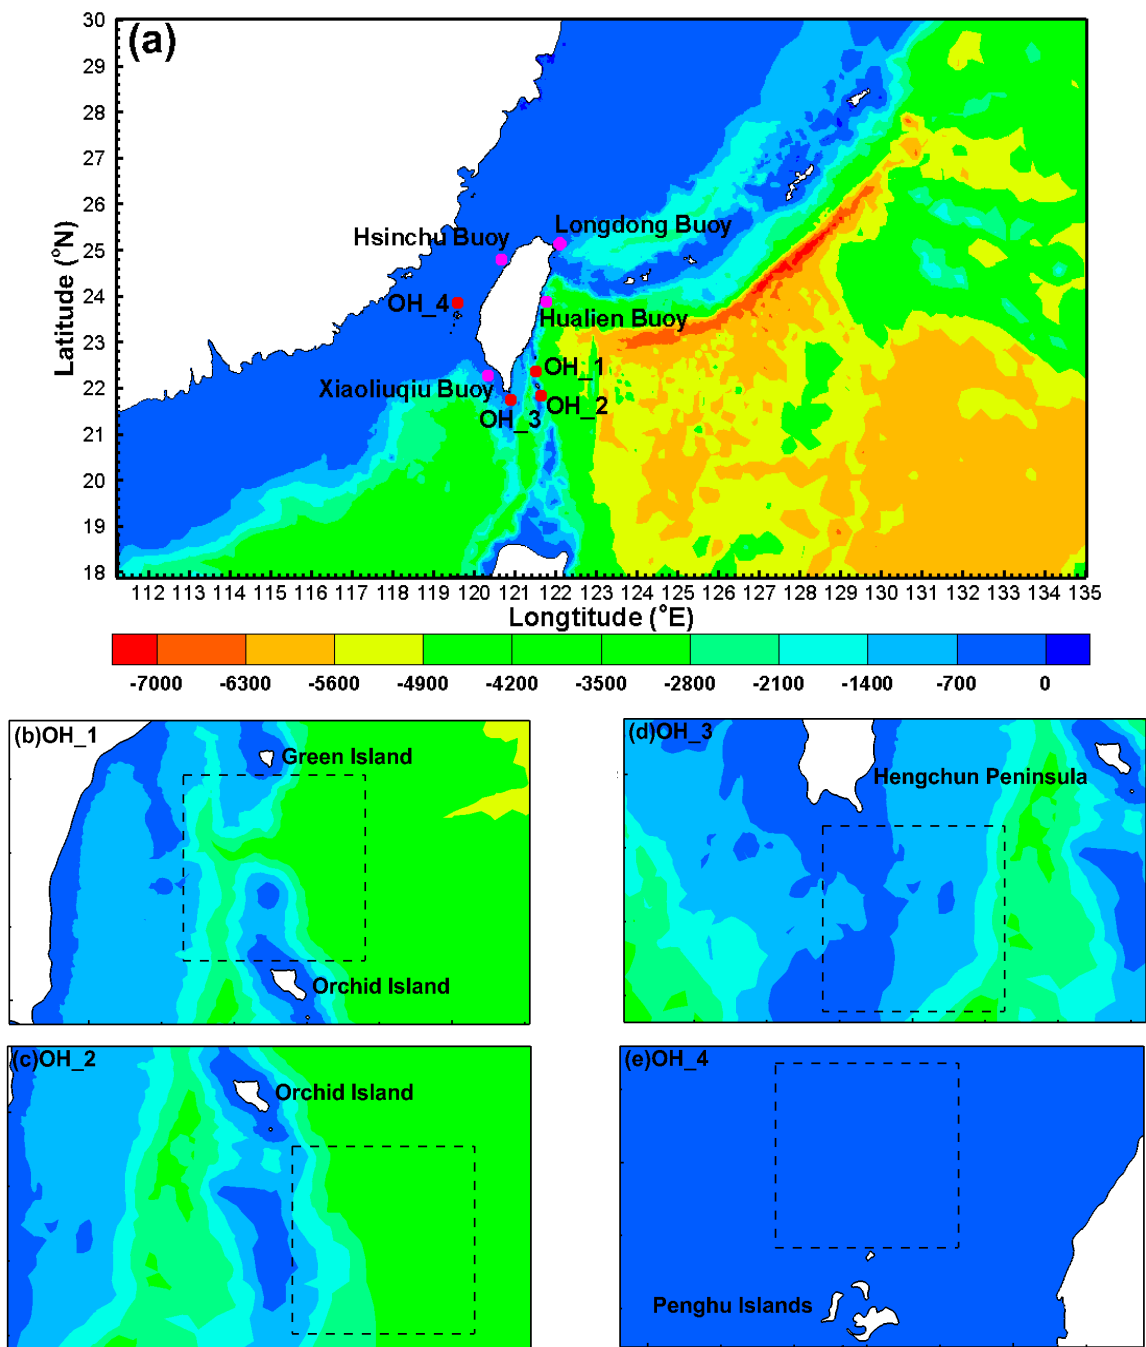 (a)
30
29
28
27
26
25
24
23
22
21
20
19
18
Latitude (°N)
Longdong Buoy
Hsinchu Buoy
OH_4
Hualien Buoy
OH_1
Xiaoliuqiu Buoy
OH_2
OH_3
112 113 114 115 116 117 118 119 120 121 122 123 124 125 126 127 128 129 130 131 132 133 134 135
Longtitude (°E)
-7000 -6300 -5600 -4900 -4200 -3500 -2800 -2100 -1400 -700 0
(b)OH_1
Green Island
Orchid Island
(d)OH_3
Hengchun Peninsula
(c)OH_2
Orchid Island
(e)OH_4
Penghu Islands